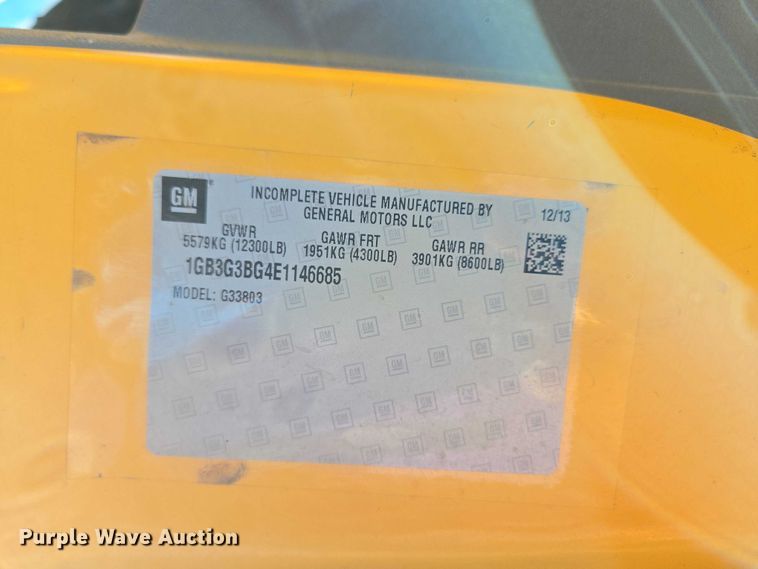 GM
INCOMPLETE VEHICLE MANUFACTURED BY
GENERAL MOTORS LLC
12/13
GVWR
5579KG (12300LB)
GAWR FRT
1951KG (4300LB)
GAWR RR
3901KG (8600LB)
1GB3G3BG4E1146685
MODEL: G33803
Purple Wave Auction